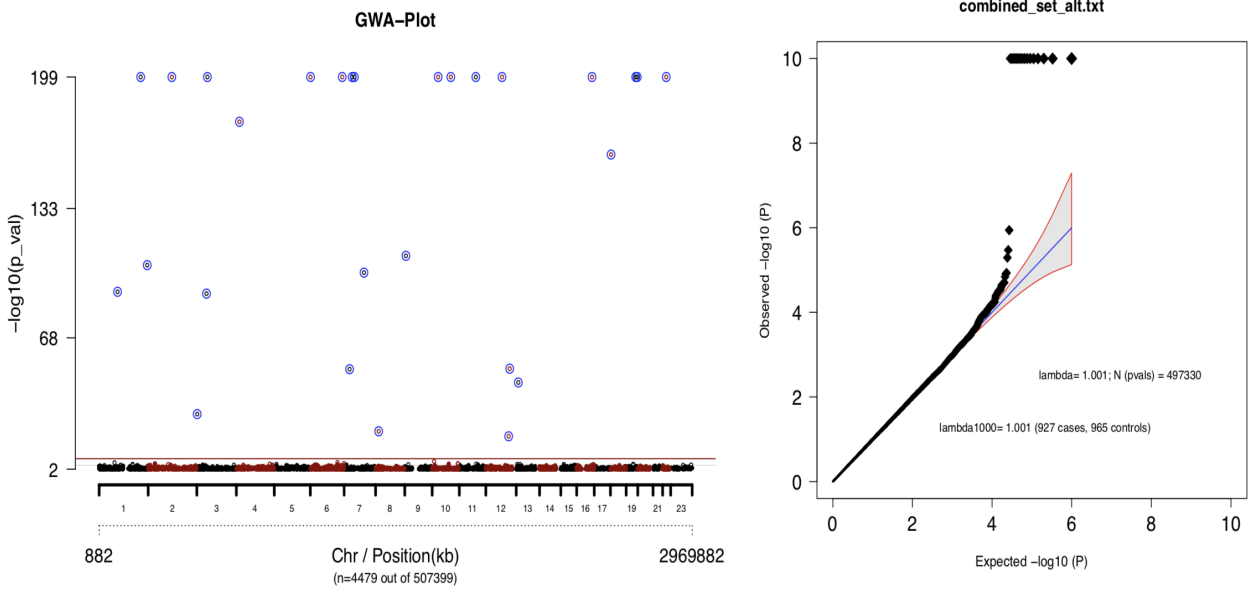 GWA−Plot
−log10(p_val)
199
133
68
2
1 2 3 4 5 6 7 8 9 10 11 12 13 14 15 16 17 19 21 23
882 Chr / Position(kb) 2969882
(n=4479 out of 507399)
combined_set_alt.txt
Observed −log10 (P)
10
8
6
4
2
0
lambda= 1.001; N (pvals) = 497330
lambda1000= 1.001 (927 cases, 965 controls)
0 2 4 6 8 10
Expected −log10 (P)